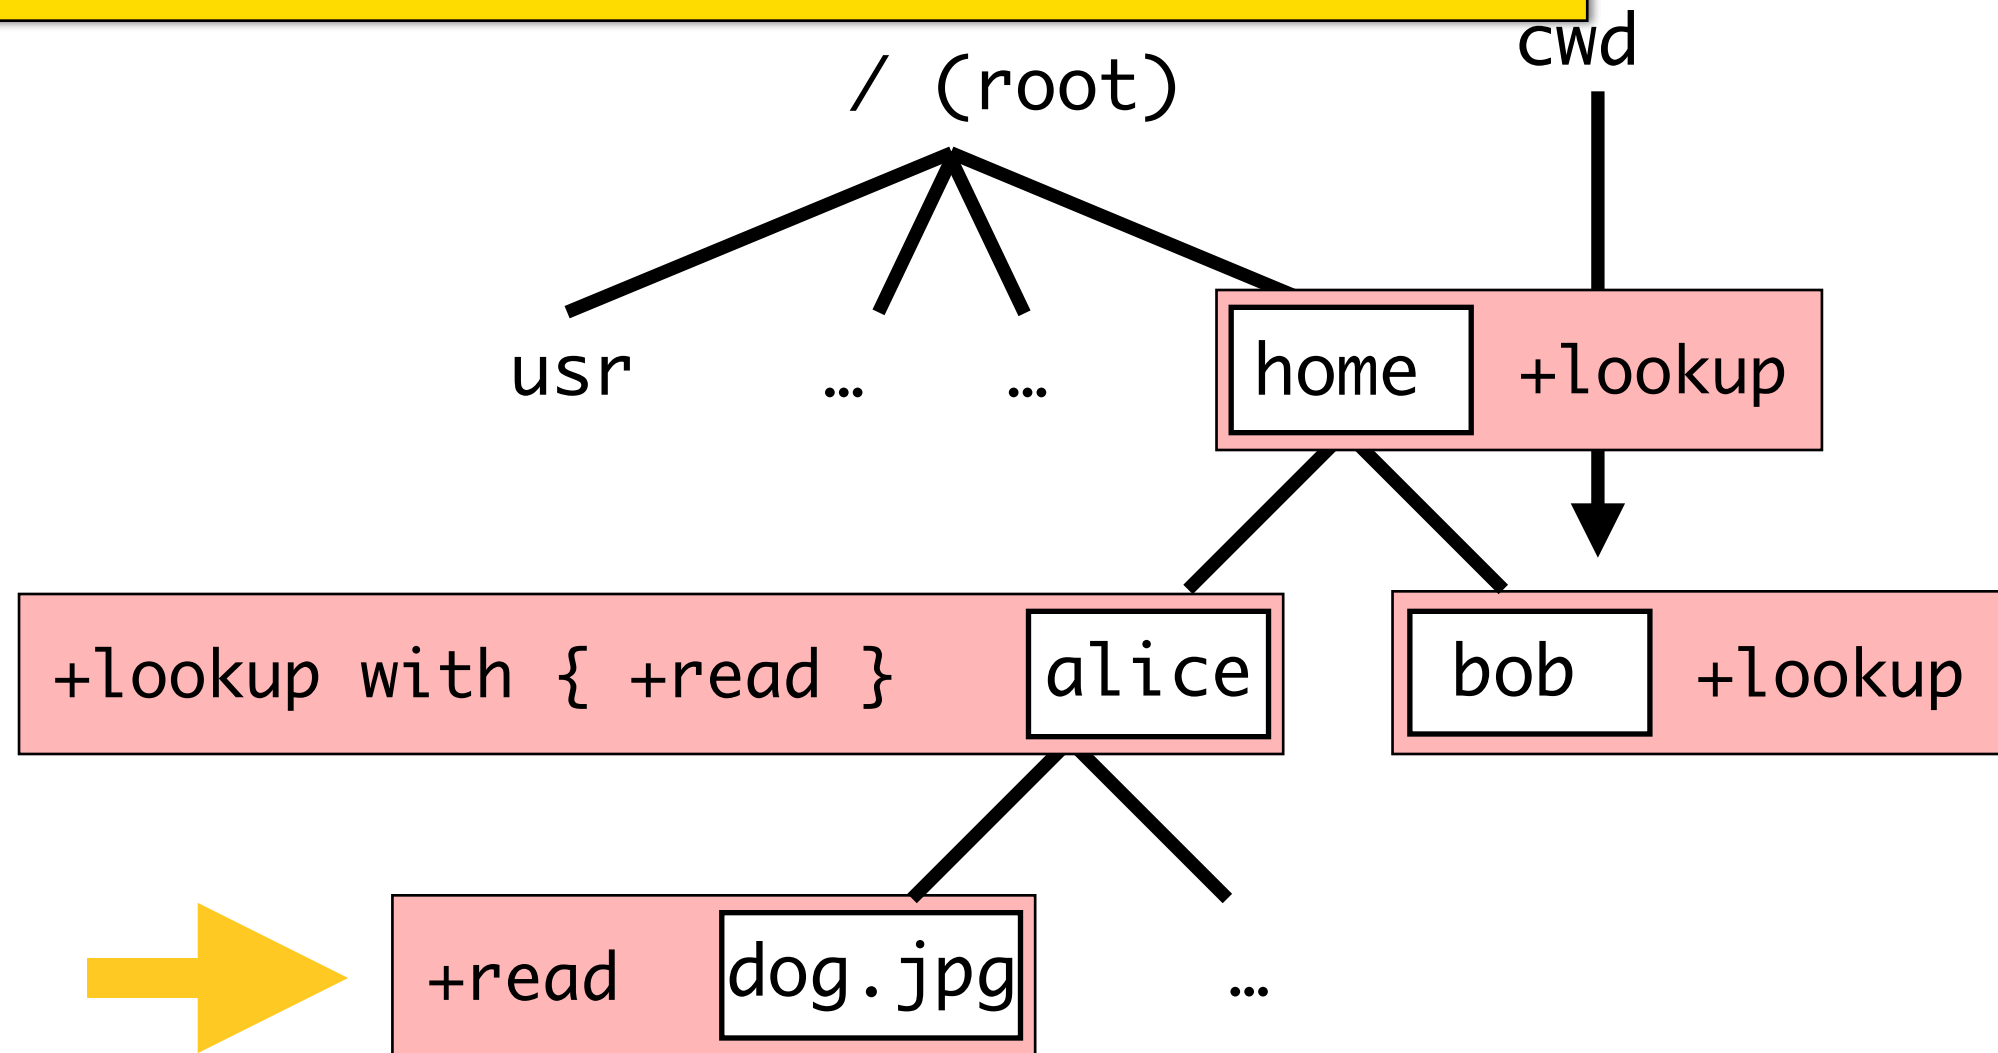 cwd
/ (root)
usr
…
…
home
+lookup
+lookup with { +read }
alice
bob
+lookup
+read
dog.jpg
…